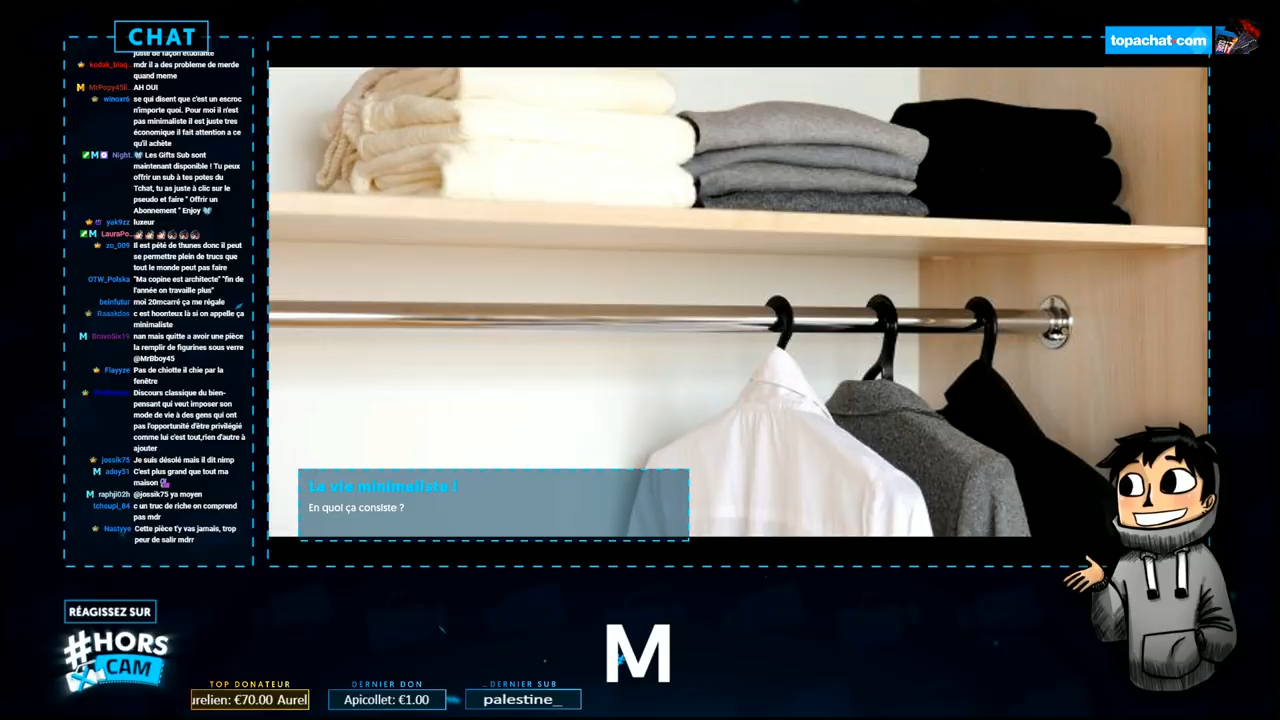 CHAT
topachat.com
juste de façon étudiante
kodak_blaq.. mdr il a des probleme de merde
quand meme
MrPopy45li.. AH OUI
winoxr6 se qui disent que c'est un escroc
n'importe quoi. Pour moi il n'est
pas minimaliste il est juste tres
économique il fait attention a ce
qu'il achète
Night.. Les Gifts Sub sont
maintenant disponible ! Tu peux
offrir un sub à tes potes du
Tchat, tu as juste à clic sur le
pseudo et faire " Offrir un
Abonnement " Enjoy
yak9zz luxeur
LauraPo..
zo_009 Il est pété de thunes donc il peut
se permettre plein de trucs que
tout le monde peut pas faire
OTW_Polska "Ma copine est architecte" "fin de
l'année on travaille plus"
beinfutur moi 20mcarré ça me régale
Raaakdos c est hoonteux là si on appelle ça
minimaliste
BravoSix19 nan mais quitte a avoir une pièce
la remplir de figurines sous verre
@MrBboy45
Flayyze Pas de chiotte il chie par la
fenêtre
Discours classique du bien-
pensant qui veut imposer son
mode de vie à des gens qui ont
pas l'opportunité d'être privilégié
comme lui c'est tout,rien d'autre à
ajouter
jossik75 Je suis désolé mais il dit nimp
adoy51 C'est plus grand que tout ma
maison
raphji02h @jossik75 ya moyen
tchoupi_84 c un truc de riche on comprend
pas mdr
Nastyye Cette pièce t'y vas jamais, trop
peur de salir mdrr
La vie minimaliste !
En quoi ça consiste ?
RÉAGISSEZ SUR
#HORS
CAM
M
TOP DONATEUR
urelien: €70.00 Aurel
DERNIER DON
Apicollet: €1.00
DERNIER SUB
palestine_